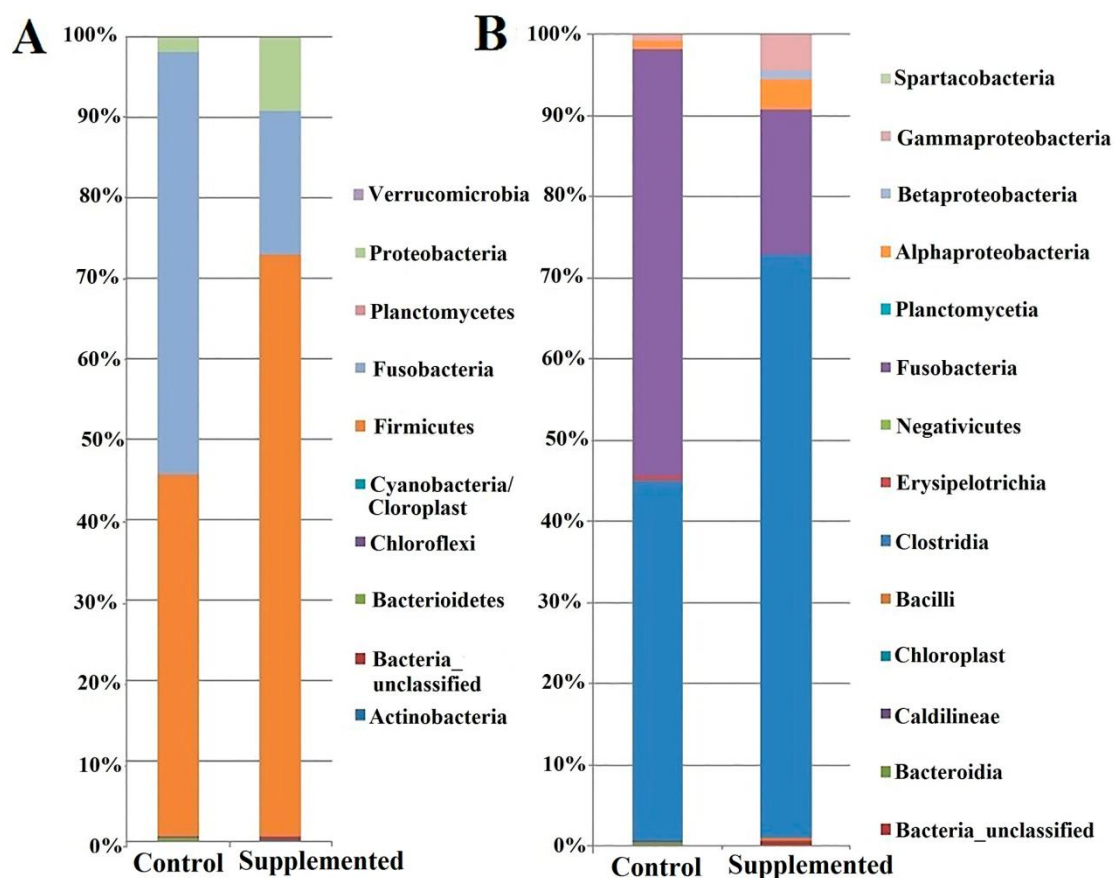 A
100%
90%
80%
70%
60%
50%
40%
30%
20%
10%
0%
Control
Supplemented
Verrucomicrobia
Proteobacteria
Planctomycetes
Fusobacteria
Firmicutes
Cyanobacteria/
Cloroplast
Chloroflexi
Bacterioidetes
Bacteria_
unclassified
Actinobacteria
B
100%
90%
80%
70%
60%
50%
40%
30%
20%
10%
0%
Control
Supplemented
Spartacobacteria
Gammaproteobacteria
Betaproteobacteria
Alphaproteobacteria
Planctomycetia
Fusobacteria
Negativicutes
Erysipelotrichia
Clostridia
Bacilli
Chloroplast
Caldilineae
Bacteroidia
Bacteria_unclassified